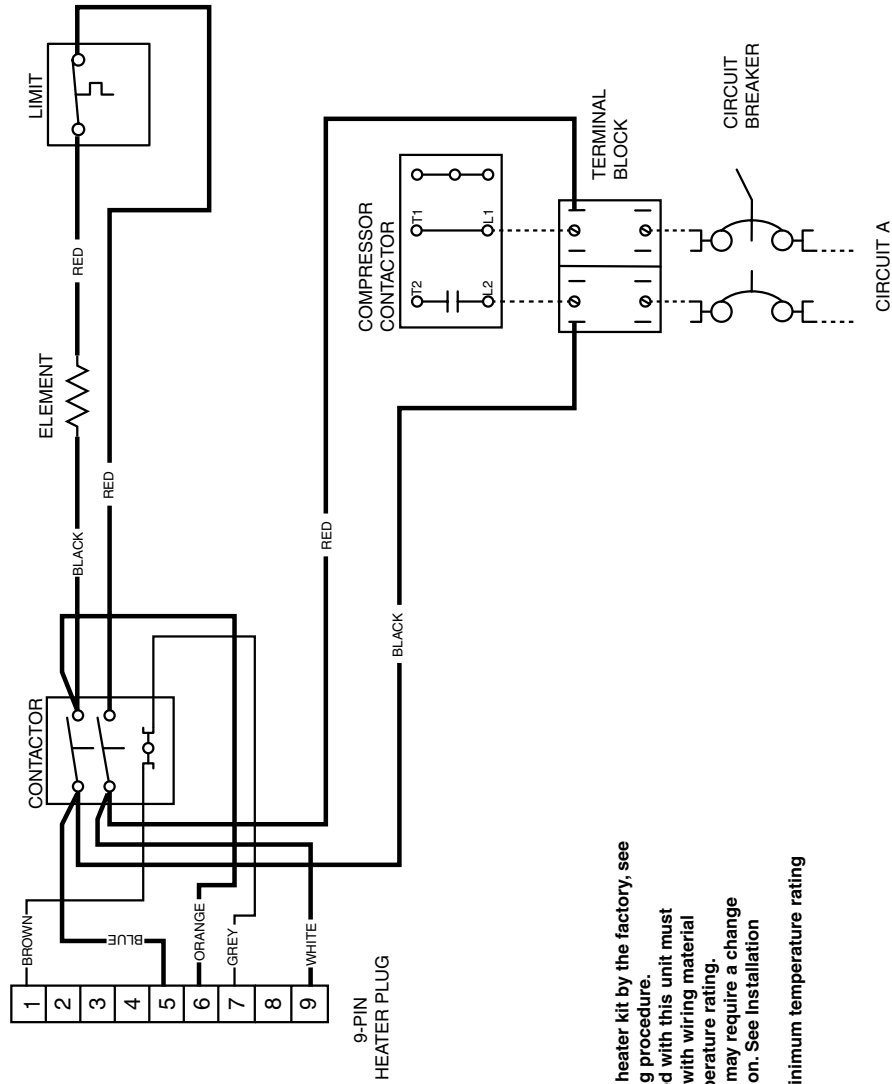 LIMIT
RED
ELEMENT
BLACK
RED
CONTACTOR
COMPRESSOR
CONTACTOR
T2
T1
L2
L1
TERMINAL
BLOCK
CIRCUIT
BREAKER
CIRCUIT A
RED
BLACK
BROWN
BLUE
ORANGE
GREY
WHITE
1
2
3
4
5
6
7
8
9
9-PIN
HEATER PLUG
heater kit by the factory, see
g procedure.
d with this unit must
with wiring material
erature rating.
may require a change
on. See Installation
inimum temperature rating